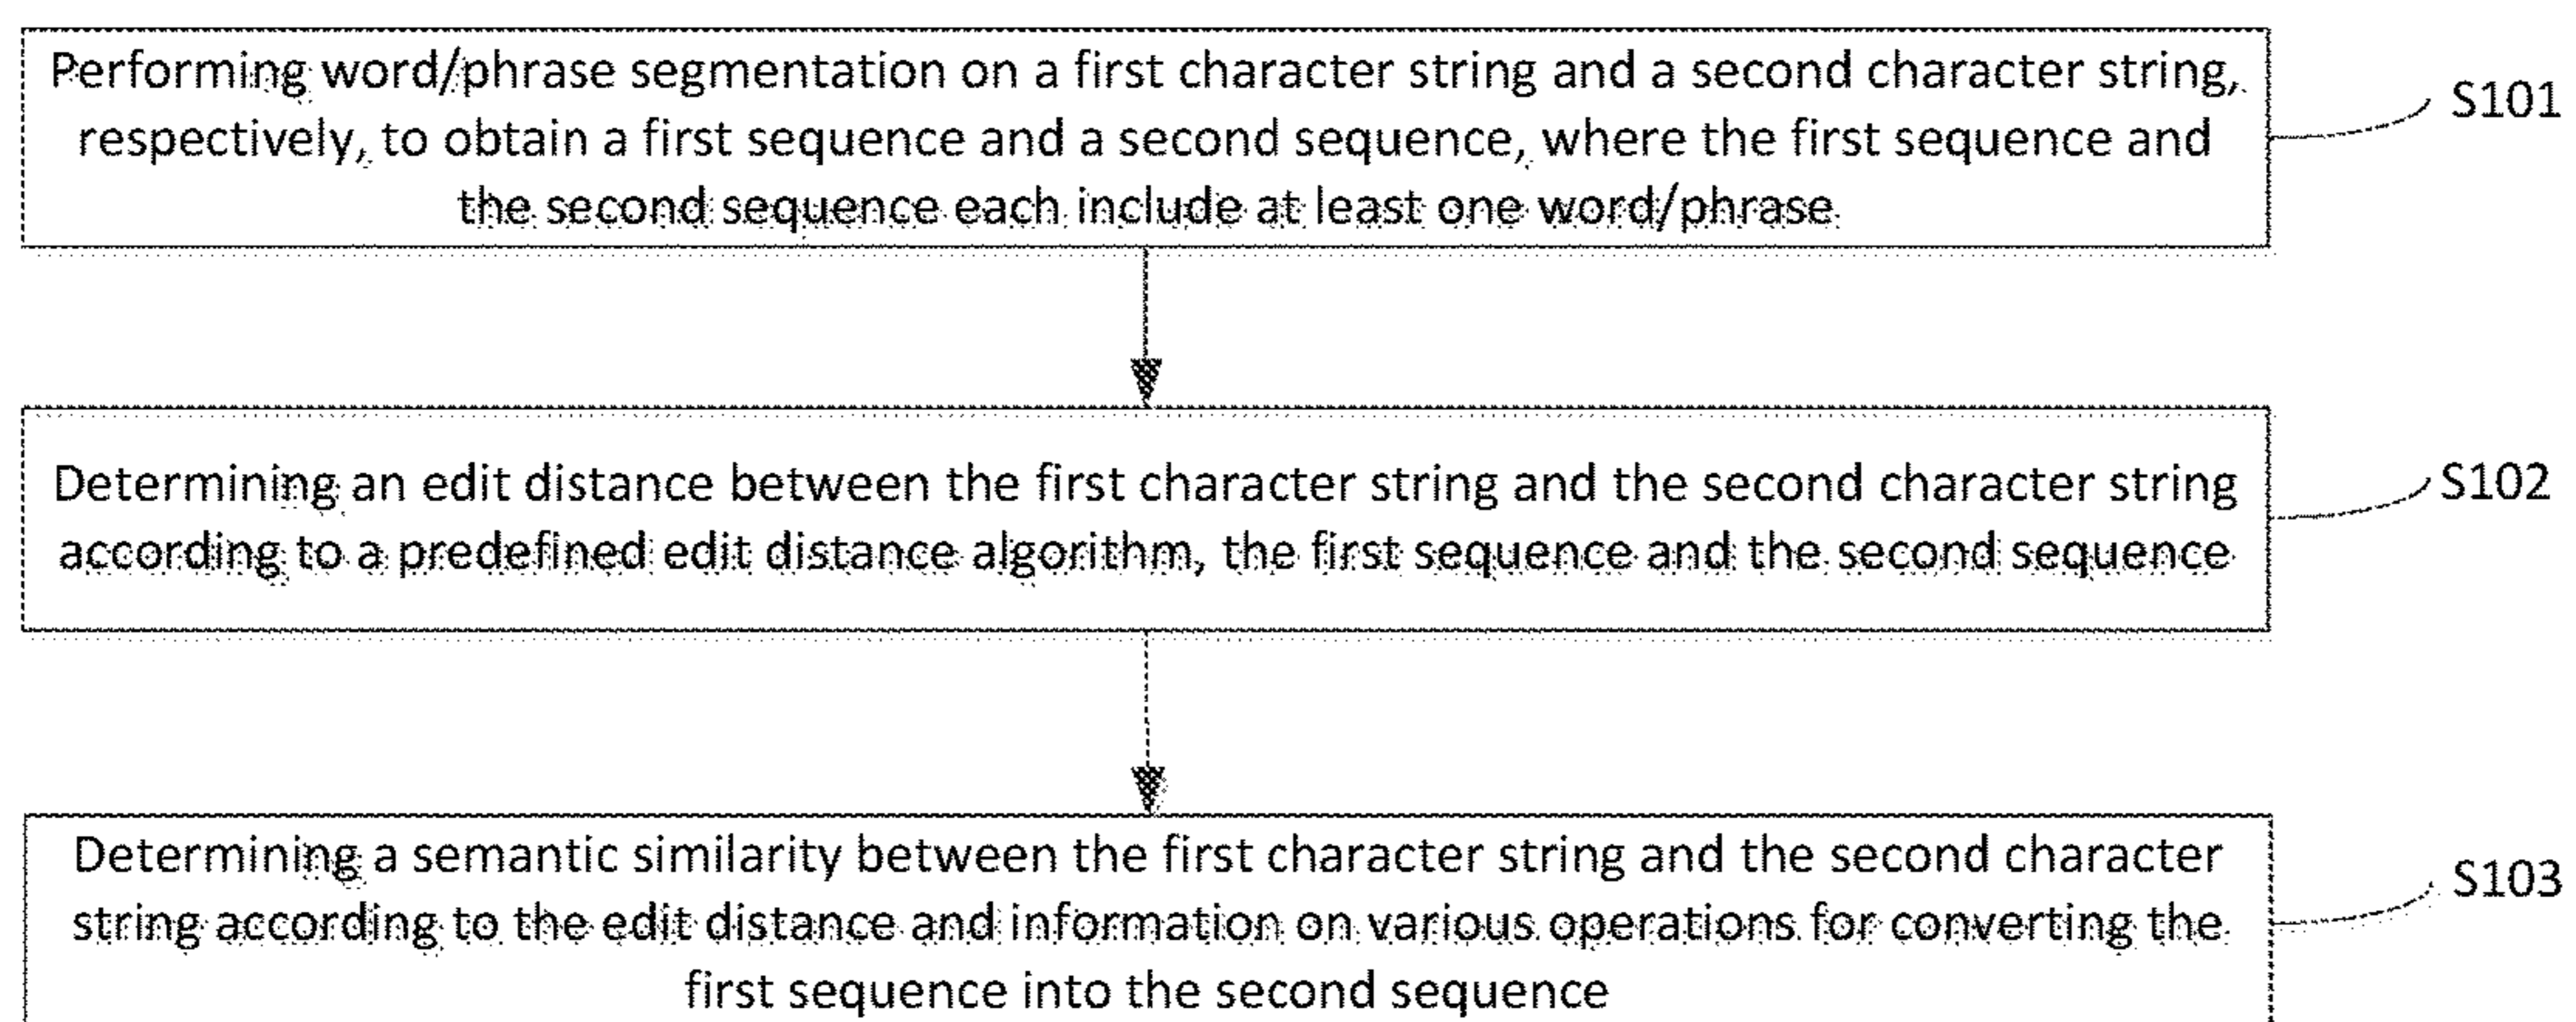 Performing word/phrase segmentation on a first character string and a second character string,
respectively, to obtain a first sequence and a second sequence, where the first sequence and
the second sequence each include at least one word/phrase
S101
Determining an edit distance between the first character string and the second character string
according to a predefined edit distance algorithm, the first sequence and the second sequence
S102
Determining a semantic similarity between the first character string and the second character
string according to the edit distance and information on various operations for converting the
first sequence into the second sequence
S103